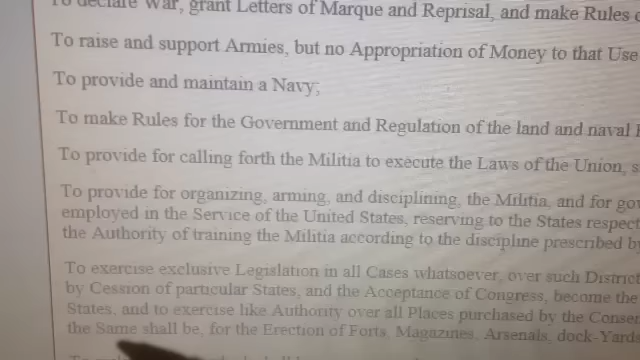 To declare War, grant Letters of Marque and Reprisal, and make Rules
To raise and support Armies, but no Appropriation of Money to that Use
To provide and maintain a Navy;
To make Rules for the Government and Regulation of the land and naval
To provide for calling forth the Militia to execute the Laws of the Union,
To provide for organizing, arming, and disciplining, the Militia, and for
employed in the Service of the United States, reserving to the States
the Authority of training the Militia according to the discipline prescribed
To exercise exclusive Legislation in all Cases whatsoever, over such District
by Cession of particular States, and the Acceptance of Congress, become the
States, and to exercise like Authority over all Places purchased by the
the Same shall be, for the Erection of Forts, Magazines, Arsenals,